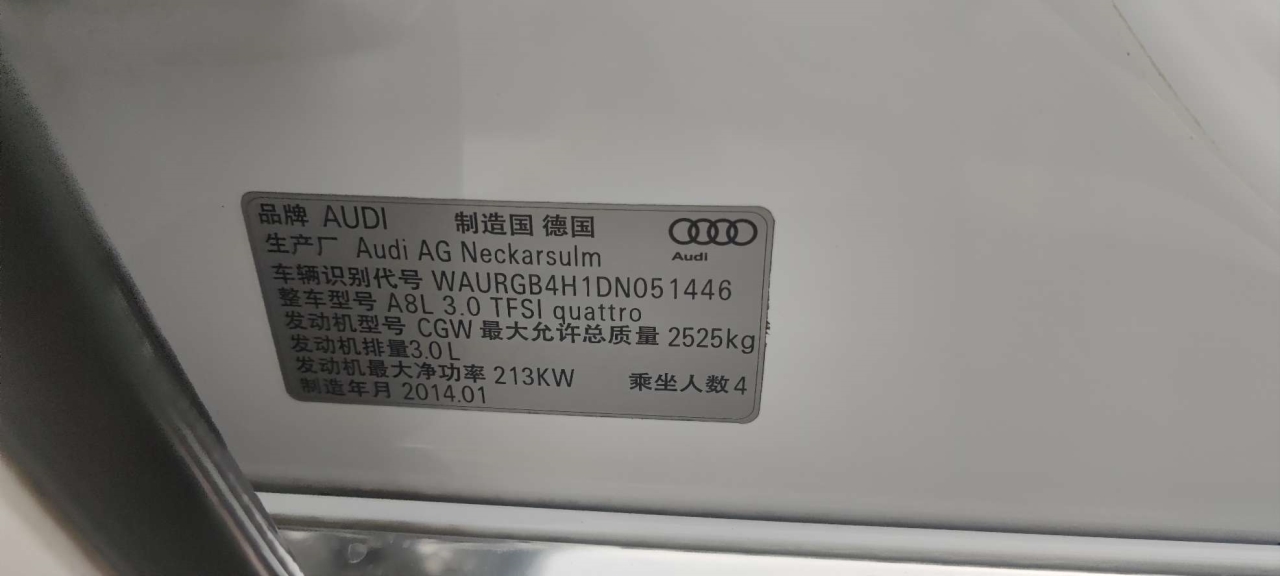 品牌 AUDI 制造国 德国
Audi
生产厂 Audi AG Neckarsulm
车辆识别代号 WAURGB4H1DN051446
整车型号 A8L 3.0 TFSI quattro
发动机型号 CGW 最大允许总质量 2525kg
发动机排量3.0L
发动机最大净功率 213KW 乘坐人数4
制造年月 2014.01